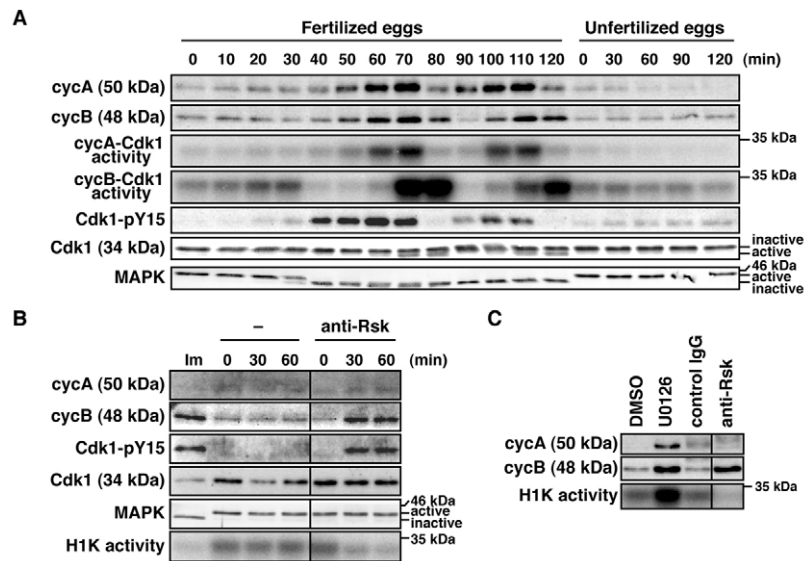 A
Fertilized eggs Unfertilized eggs
0 10 20 30 40 50 60 70 80 90 100 110 120 0 30 60 90 120 (min)
cycA (50 kDa)
cycB (48 kDa)
cycA-Cdk1 activity 35 kDa
cycB-Cdk1 activity 35 kDa
Cdk1-pY15
Cdk1 (34 kDa) inactive
active
MAPK 46 kDa
active
inactive
B
– anti-Rsk
Im 0 30 60 0 30 60 (min)
cycA (50 kDa)
cycB (48 kDa)
Cdk1-pY15
Cdk1 (34 kDa)
MAPK 46 kDa
active
inactive
H1K activity 35 kDa
C
DMSO U0126 control IgG anti-Rsk
cycA (50 kDa)
cycB (48 kDa)
H1K activity 35 kDa